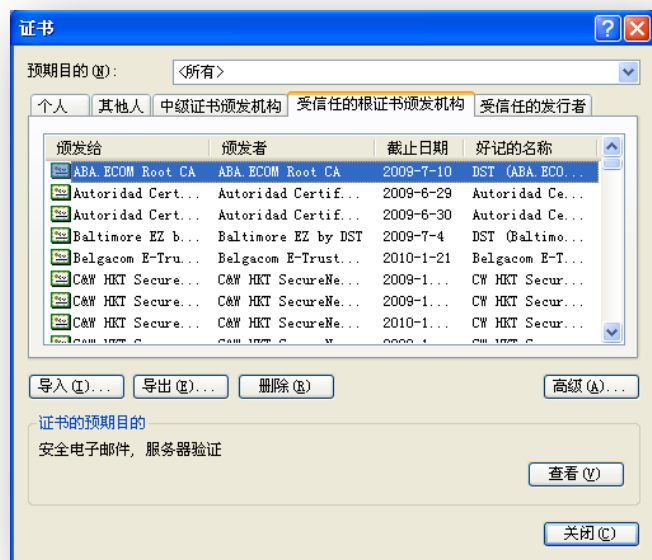 证书
预期目的(N): <所有>
个人 其他人 中级证书颁发机构 受信任的根证书颁发机构 受信任的发行者
颁发给 颁发者 截止日期 好记的名称
ABA.ECOM Root CA ABA.ECOM Root CA 2009-7-10 DST (ABA.ECO...
Autoridad Cert... Autoridad Certif... 2009-6-29 Autoridad Ce...
Autoridad Cert... Autoridad Certif... 2009-6-30 Autoridad Ce...
Baltimore EZ b... Baltimore EZ by DST 2009-7-4 DST (Baltimo...
Belgacom E-Tru... Belgacom E-Trust... 2010-1-21 Belgacom E-T...
C&W HKT Secure... C&W HKT SecureNe... 2009-1... CW HKT Secur...
C&W HKT Secure... C&W HKT SecureNe... 2009-1... CW HKT Secur...
C&W HKT Secure... C&W HKT SecureNe... 2010-1... CW HKT Secur...
导入(I)... 导出(E)... 删除(R) 高级(A)...
证书的预期目的
安全电子邮件, 服务器验证
查看(V)
关闭(C)